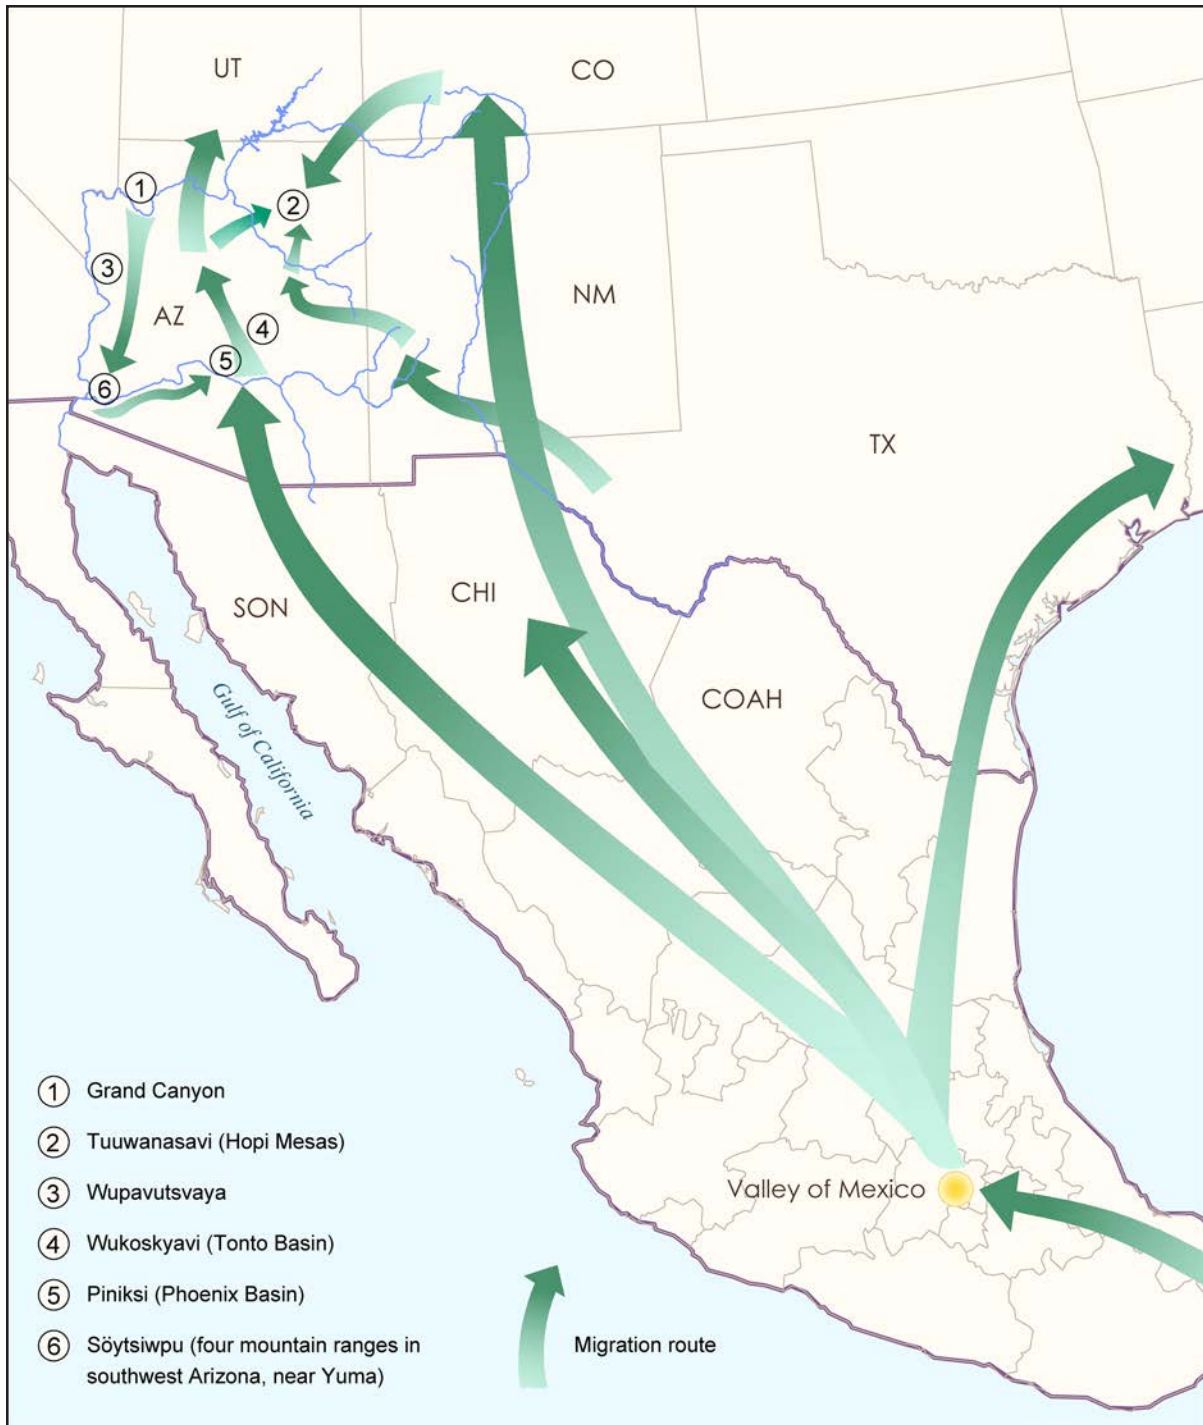 UT
CO
1
2
3
NM
AZ
4
5
6
TX
SON
CHI
COAH
Gulf of California
Valley of Mexico
1 Grand Canyon
2 Tuuwanasavi (Hopi Mesas)
3 Wupavutsvaya
4 Wukoskyavi (Tonto Basin)
5 Piniksi (Phoenix Basin)
6 Söytsiwpu (four mountain ranges in
southwest Arizona, near Yuma)
Migration route